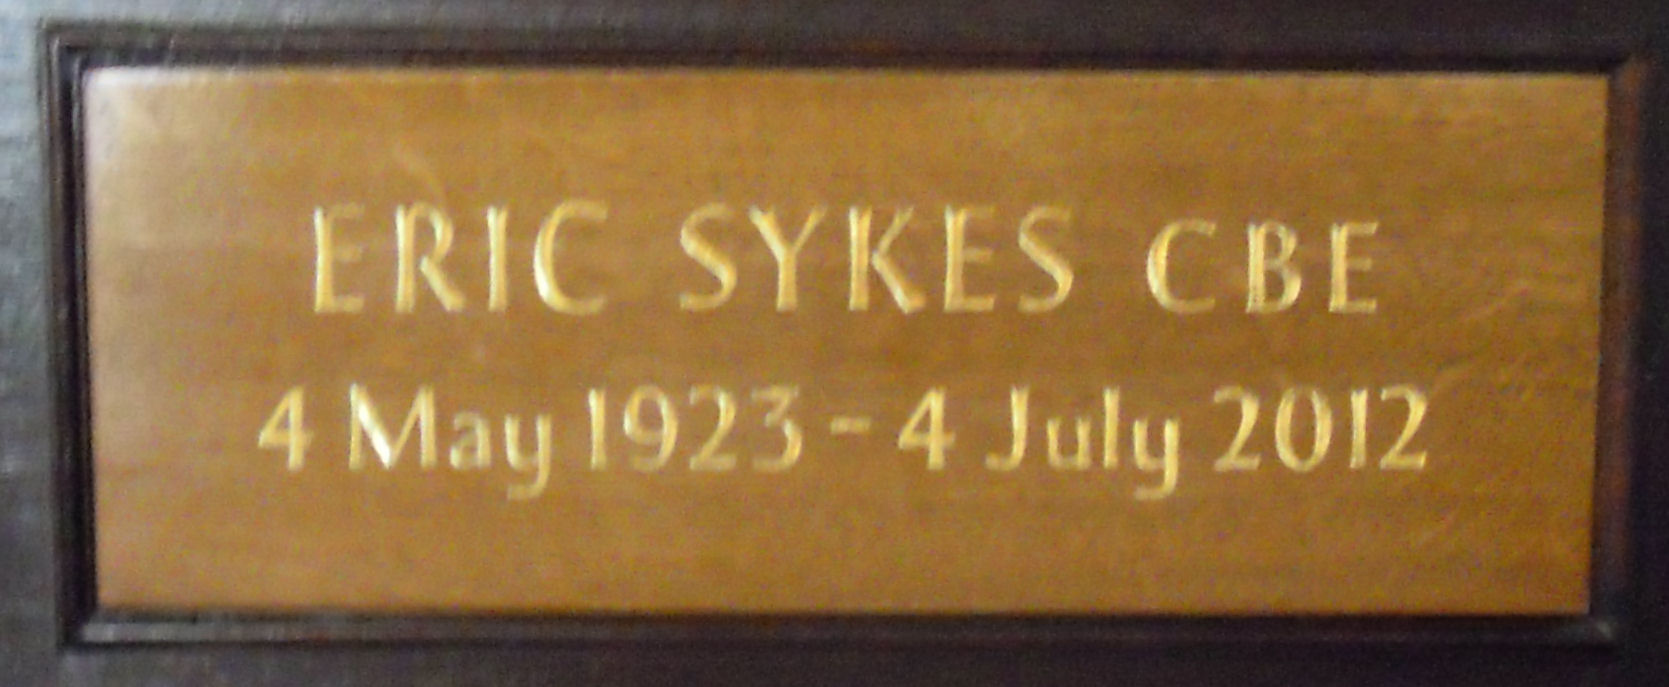 ERIC SYKES CBE
4 May 1923 - 4 July 2012